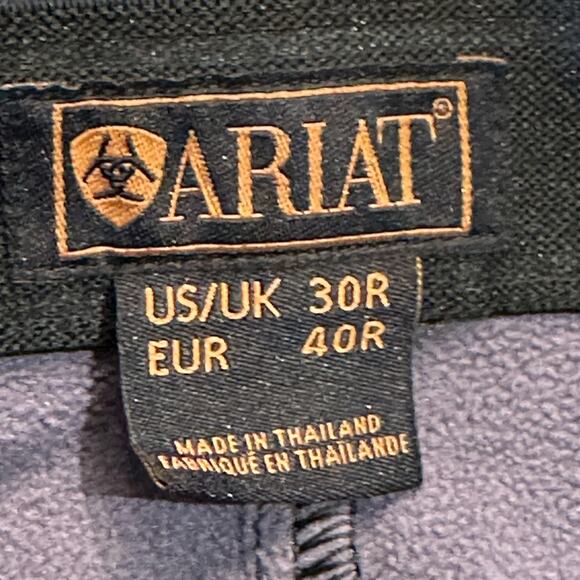 ARIAT®
US/UK 30R
EUR 40R
MADE IN THAILAND
FABRIQUÉ EN THAÏLANDE